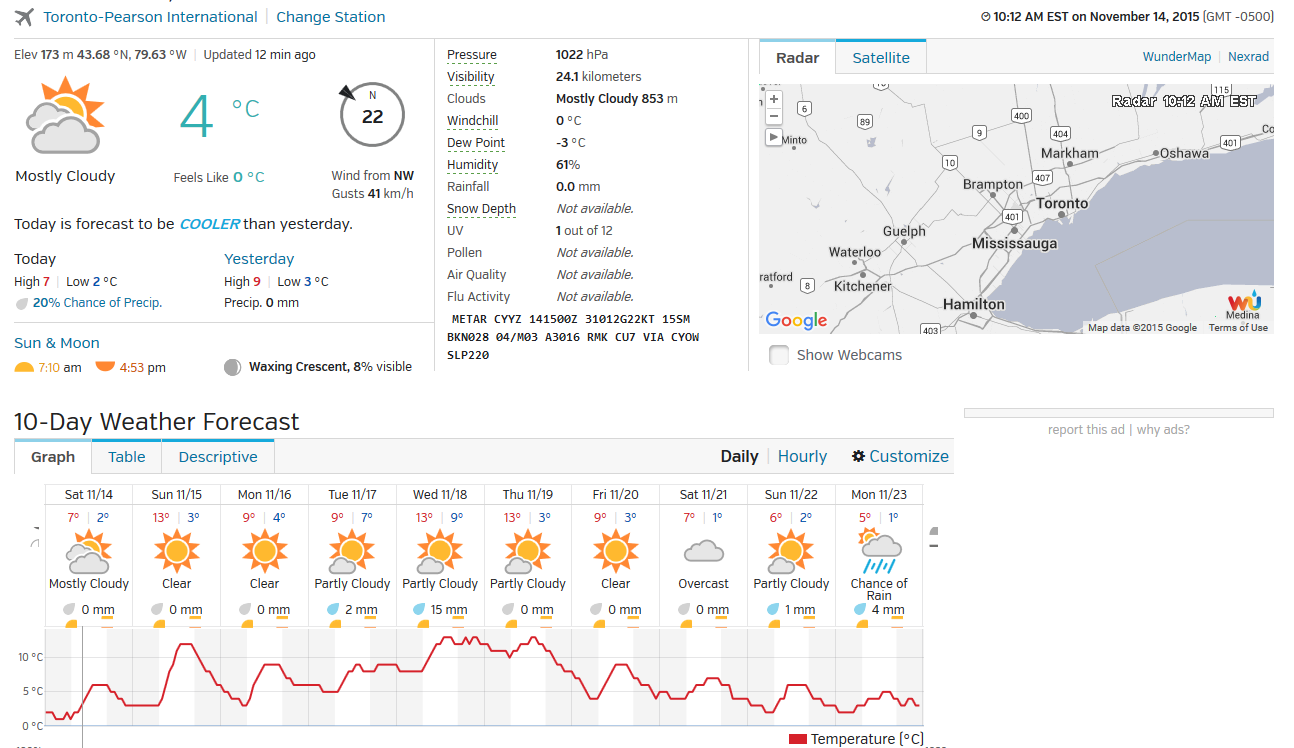 Toronto-Pearson International | Change Station
10:12 AM EST on November 14, 2015 (GMT -0500)
Elev 173 m 43.68 °N, 79.63 °W | Updated 12 min ago
Mostly Cloudy
4 °C
Feels Like 0 °C
N
22
Wind from NW
Gusts 41 km/h
Today is forecast to be COOLER than yesterday.
Today
High 7 | Low 2 °C
20% Chance of Precip.
Yesterday
High 9 | Low 3 °C
Precip. 0 mm
Sun & Moon
7:10 am 4:53 pm Waxing Crescent, 8% visible
Pressure 1022 hPa
Visibility 24.1 kilometers
Clouds Mostly Cloudy 853 m
Windchill 0 °C
Dew Point -3 °C
Humidity 61%
Rainfall 0.0 mm
Snow Depth Not available.
UV 1 out of 12
Pollen Not available.
Air Quality Not available.
Flu Activity Not available.
METAR CYYZ 141500Z 31012G22KT 15SM
BKN028 04/M03 A3016 RMK CU7 VIA CYOW
SLP220
Radar Satellite WunderMap | Nexrad
+
−
Radar 10:12 AM EST
115
6
400
89
9
404
401
Co
Minto
Markham
Oshawa
10
407
Brampton
Toronto
401
Guelph
Mississauga
Waterloo
ratford
8
Kitchener
Hamilton
WU
Medina
Google
403
Map data ©2015 Google Terms of Use
Show Webcams
10-Day Weather Forecast
report this ad | why ads?
Graph Table Descriptive Daily | Hourly Customize
Sat 11/14 Sun 11/15 Mon 11/16 Tue 11/17 Wed 11/18 Thu 11/19 Fri 11/20 Sat 11/21 Sun 11/22 Mon 11/23
7° | 2° 13° | 3° 9° | 4° 9° | 7° 13° | 9° 13° | 3° 9° | 3° 7° | 1° 6° | 2° 5° | 1°
Mostly Cloudy Clear Clear Partly Cloudy Partly Cloudy Partly Cloudy Clear Overcast Partly Cloudy Chance of
Rain
0 mm 0 mm 0 mm 2 mm 15 mm 0 mm 0 mm 0 mm 1 mm 4 mm
10 °C
5 °C
0 °C
Temperature (°C)